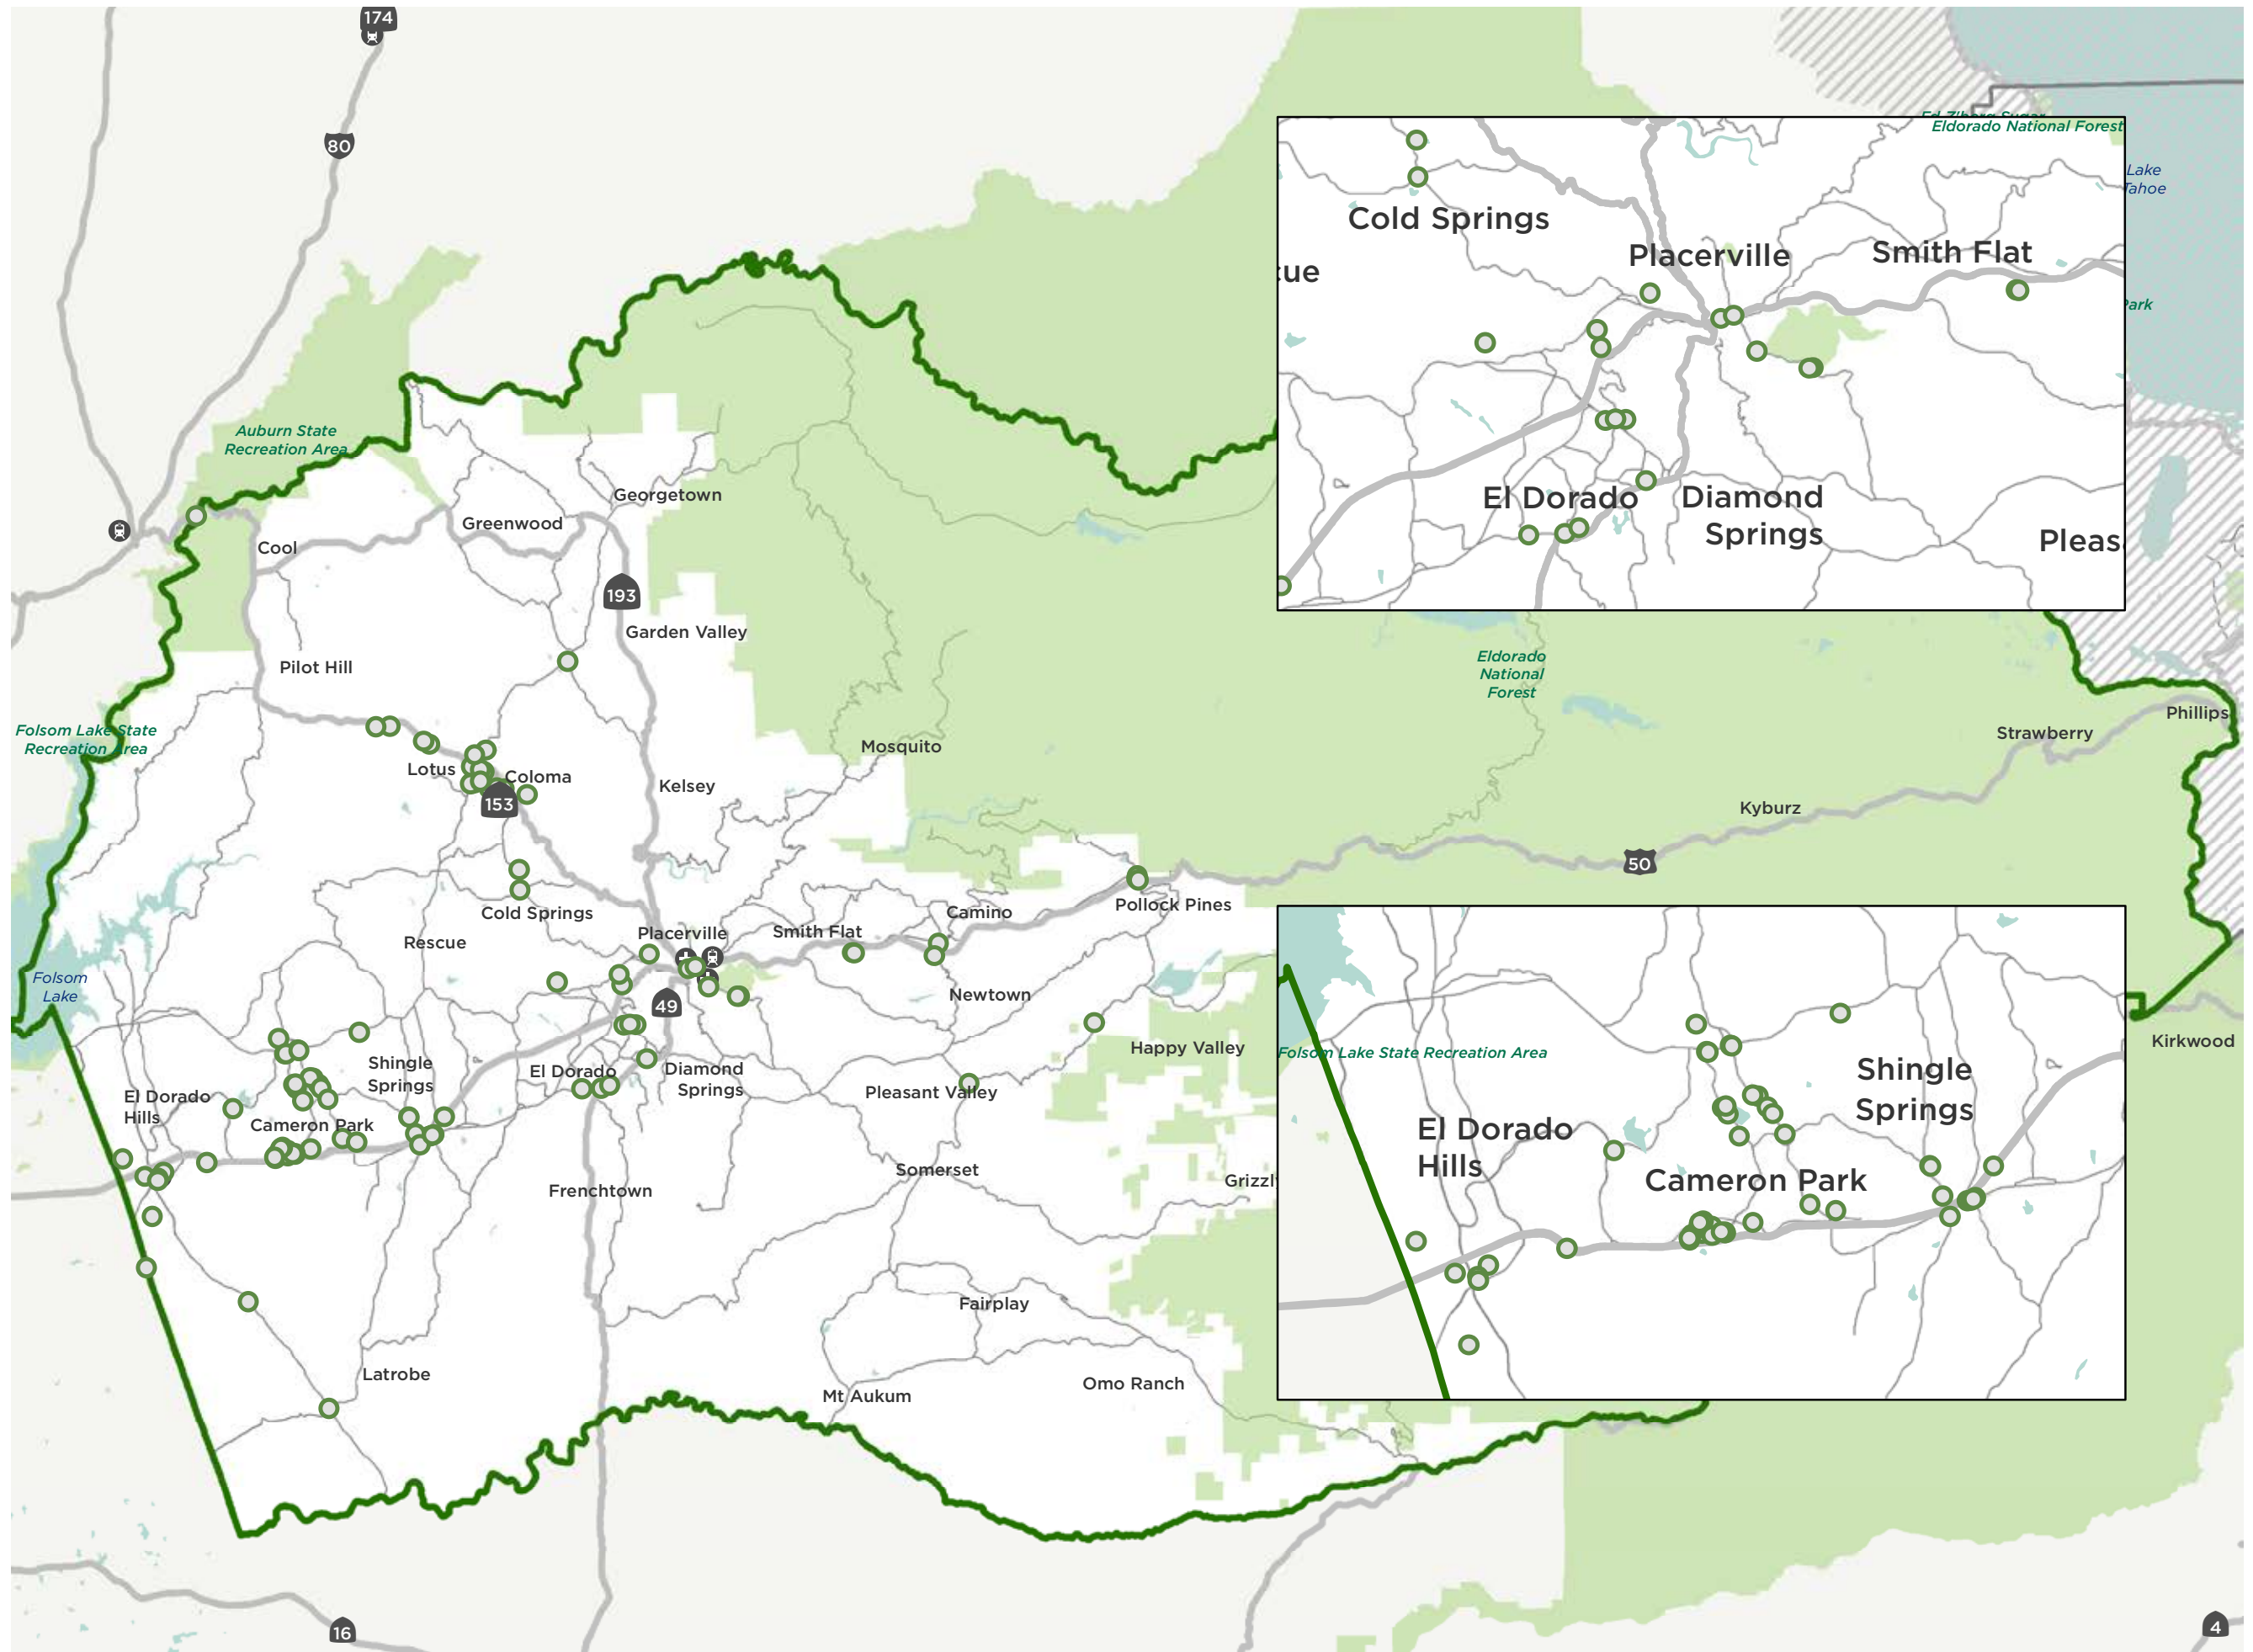 174
80
Auburn State
Recreation Area
Georgetown
Greenwood
Cool
193
Garden Valley
Pilot Hill
Folsom Lake State
Recreation Area
Mosquito
Lotus
Coloma
153
Kelsey
Cold Springs
Rescue
Placerville
Smith Flat
Camino
Pollock Pines
Folsom
Lake
49
Newtown
Happy Valley
Shingle
Springs
El Dorado
Diamond
Springs
Pleasant Valley
El Dorado
Hills
Cameron Park
Somerset
Frenchtown
Grizzl
Fairplay
Latrobe
Mt Aukum
Omo Ranch
16
4
Eldorado National Forest
Lake
Tahoe
Cold Springs
Placerville
Smith Flat
cue
Park
El Dorado
Diamond
Springs
Pleas
Eldorado
National
Forest
Phillips
Strawberry
Kyburz
50
Kirkwood
Folsom Lake State Recreation Area
Shingle
Springs
El Dorado
Hills
Cameron Park